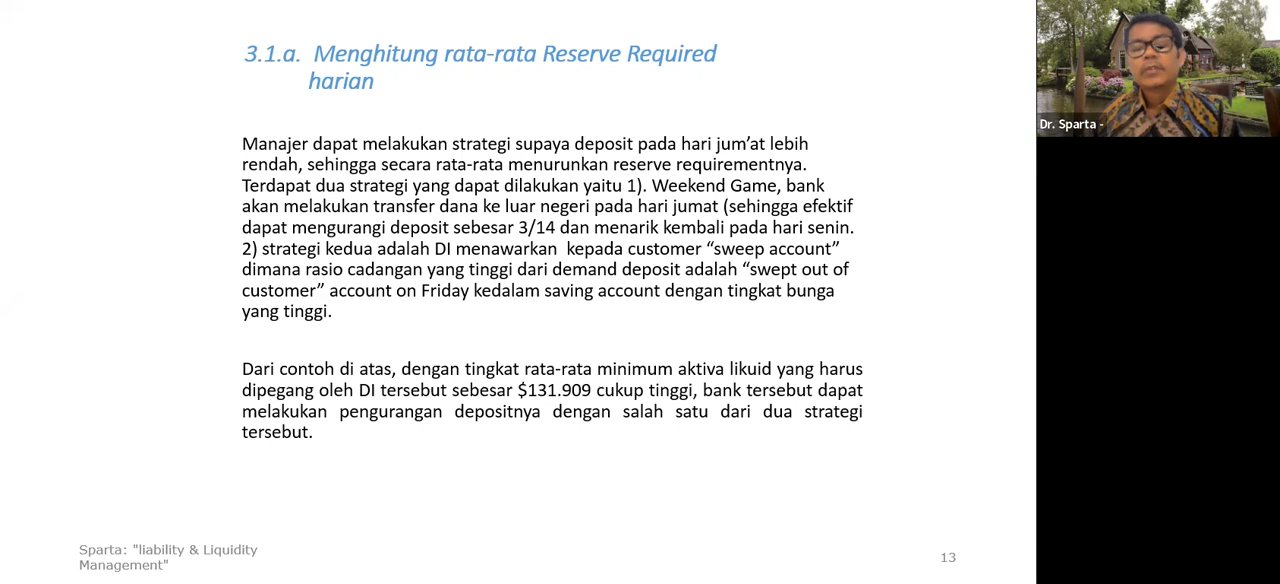 3.1.a. Menghitung rata-rata Reserve Required
harian
Manajer dapat melakukan strategi supaya deposit pada hari jum’at lebih
rendah, sehingga secara rata-rata menurunkan reserve requirementnya.
Terdapat dua strategi yang dapat dilakukan yaitu 1). Weekend Game, bank
akan melakukan transfer dana ke luar negeri pada hari jumat (sehingga efektif
dapat mengurangi deposit sebesar 3/14 dan menarik kembali pada hari senin.
2) strategi kedua adalah DI menawarkan kepada customer “sweep account”
dimana rasio cadangan yang tinggi dari demand deposit adalah “swept out of
customer” account on Friday kedalam saving account dengan tingkat bunga
yang tinggi.
Dari contoh di atas, dengan tingkat rata-rata minimum aktiva likuid yang harus
dipegang oleh DI tersebut sebesar $131.909 cukup tinggi, bank tersebut dapat
melakukan pengurangan depositnya dengan salah satu dari dua strategi
tersebut.
Sparta: "liability & Liquidity
Management"
13
Dr. Sparta -